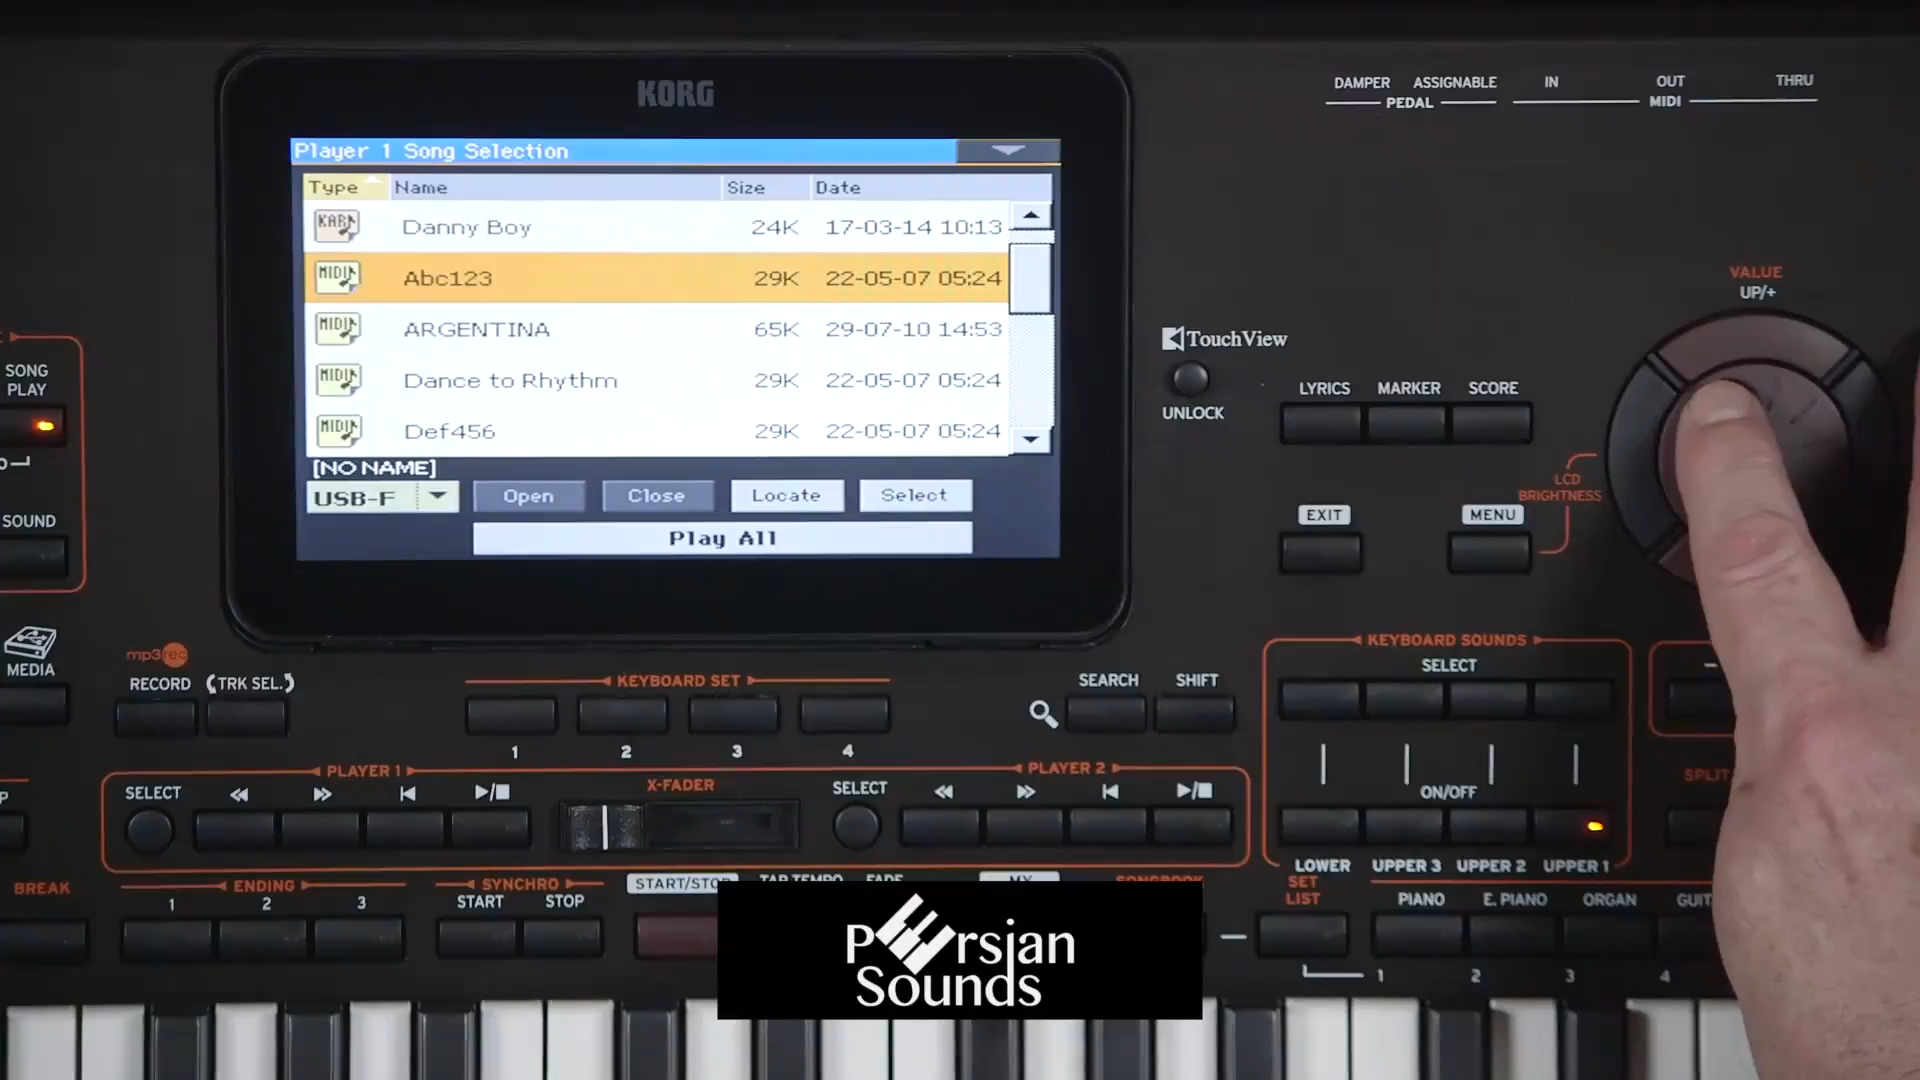 KORG
DAMPER ASSIGNABLE IN OUT THRU
PEDAL MIDI
Player 1 Song Selection
Type Name Size Date
KAR Danny Boy 24K 17-03-14 10:13
MIDI Abc123 29K 22-05-07 05:24
MIDI ARGENTINA 65K 29-07-10 14:53
MIDI Dance to Rhythm 29K 22-05-07 05:24
MIDI Def456 29K 22-05-07 05:24
[NO NAME]
USB-F Open Close Locate Select
Play All
VALUE
UP/+
TouchView
UNLOCK
LYRICS MARKER SCORE
LCD
BRIGHTNESS
EXIT MENU
SONG
PLAY
SOUND
MEDIA
mp3rec
RECORD TRK SEL.
KEYBOARD SET
1 2 3 4
SEARCH SHIFT
KEYBOARD SOUNDS
SELECT
ON/OFF
LOWER UPPER 3 UPPER 2 UPPER 1
SPLIT
PLAYER 1 X-FADER PLAYER 2
SELECT SELECT
BREAK ENDING SYNCHRO START/STOP
1 2 3 START STOP
SET
LIST
PIANO E. PIANO ORGAN
1 2 3 4
Persian
Sounds